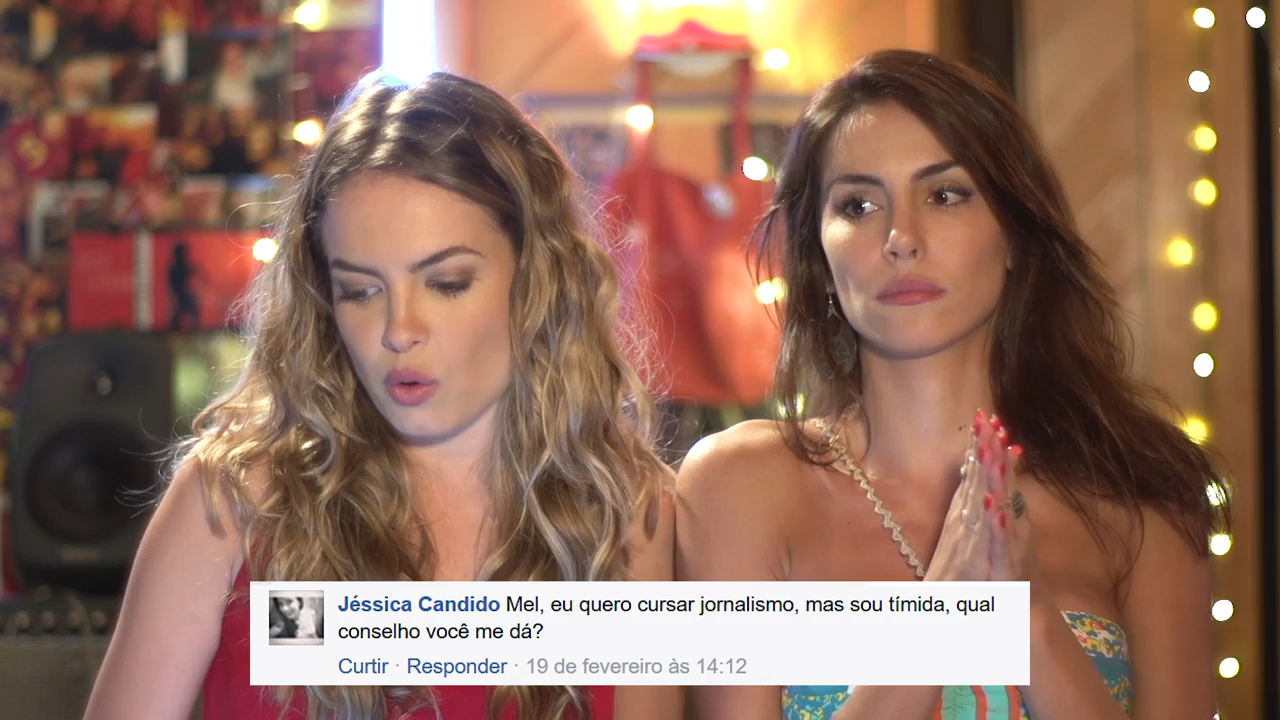 Jéssica Candido Mel, eu quero cursar jornalismo, mas sou tímida, qual
conselho você me dá?
Curtir · Responder · 19 de fevereiro às 14:12